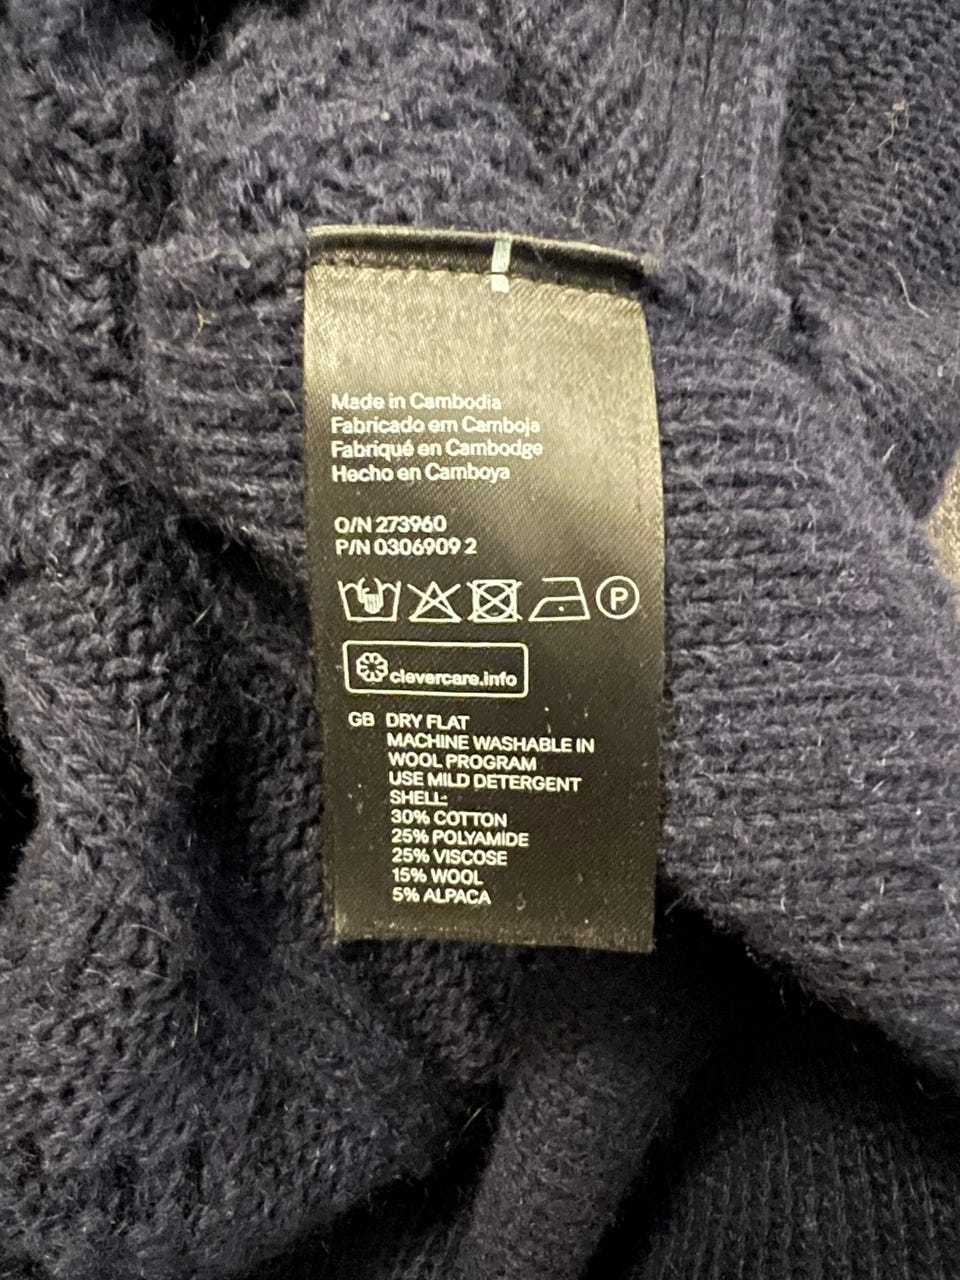 Made in Cambodia
Fabricado em Camboja
Fabriqué en Cambodge
Hecho en Camboya
O/N 273960
P/N 0306909 2
P
clevercare.info
GB DRY FLAT
MACHINE WASHABLE IN
WOOL PROGRAM
USE MILD DETERGENT
SHELL:
30% COTTON
25% POLYAMIDE
25% VISCOSE
15% WOOL
5% ALPACA